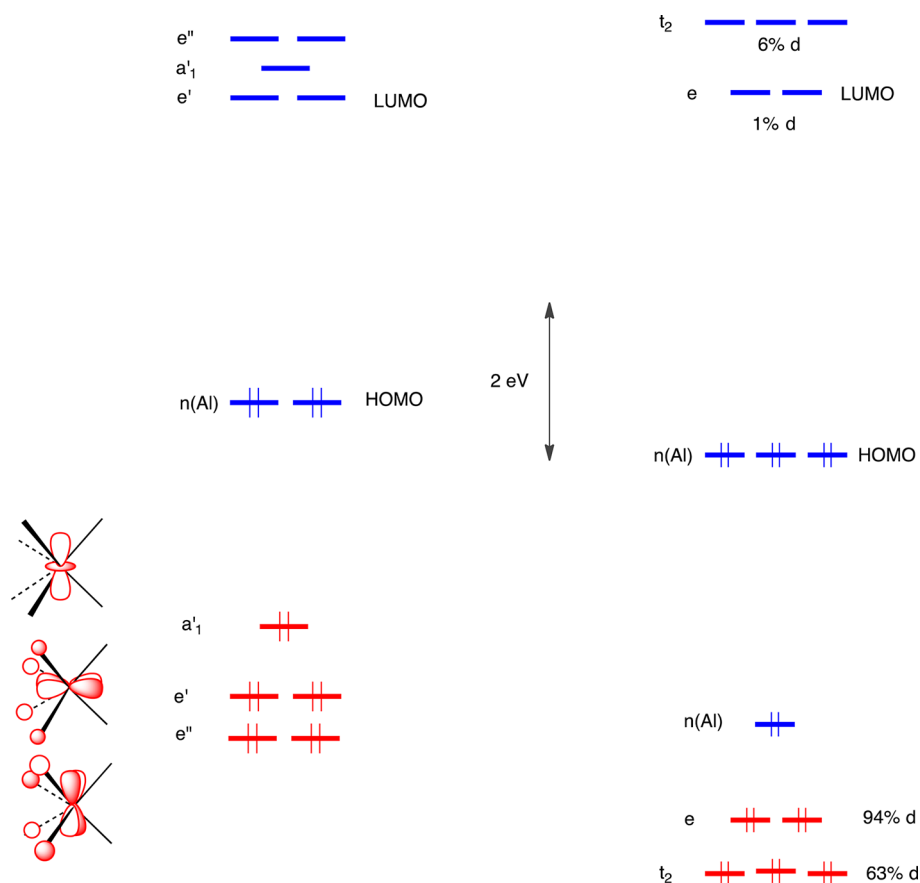 e"
a'₁
e'
LUMO
n(Al)
HOMO
a'₁
e'
e"
2 eV
t₂
6% d
e
LUMO
1% d
n(Al)
HOMO
n(Al)
e
94% d
t₂
63% d